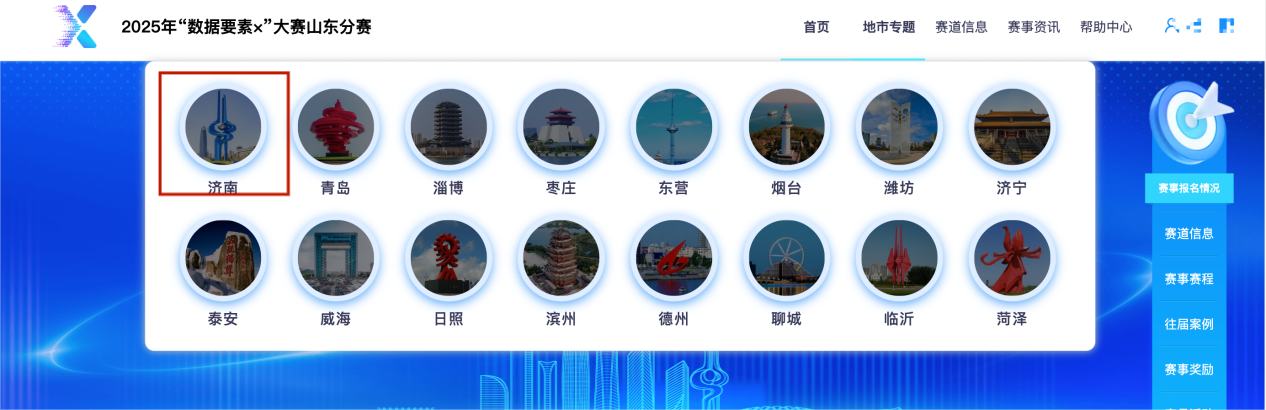 2025年“数据要素×”大赛山东分赛
首页 地市专题 赛道信息 赛事资讯 帮助中心
济南 青岛 淄博 枣庄 东营 烟台 潍坊 济宁
泰安 威海 日照 滨州 德州 聊城 临沂 菏泽
赛事报名情况
赛道信息
赛事赛程
往届案例
赛事奖励